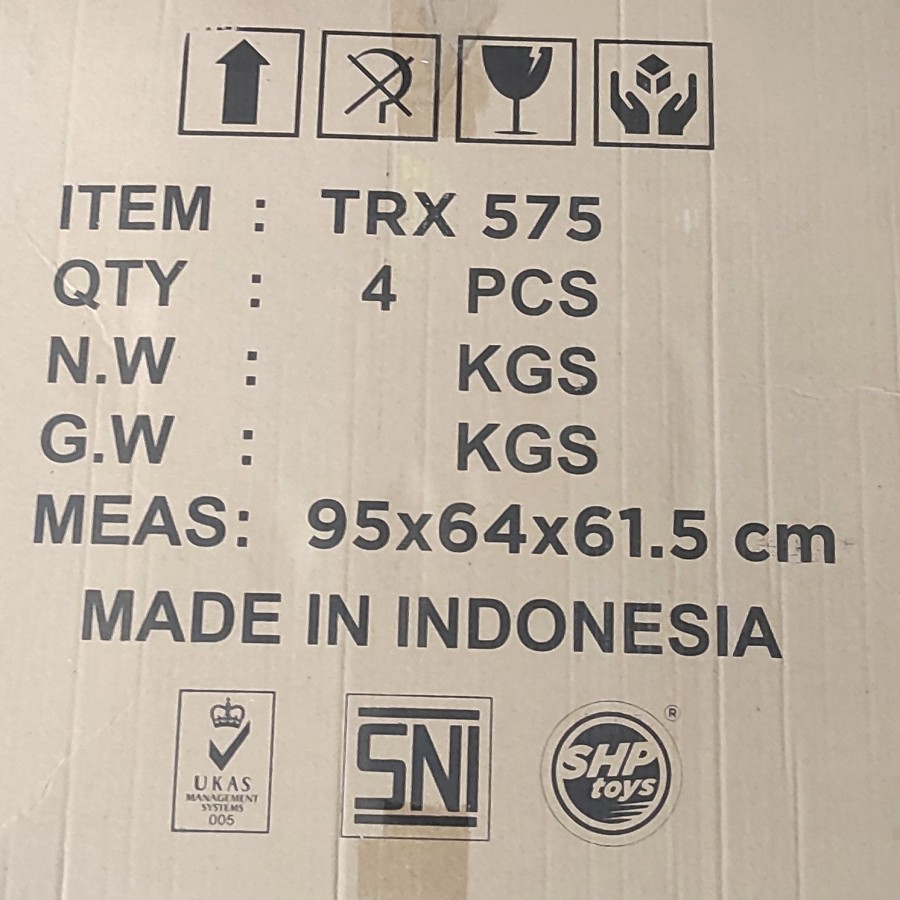 ITEM : TRX 575
QTY : 4 PCS
N.W : KGS
G.W : KGS
MEAS: 95x64x61.5 cm
MADE IN INDONESIA
UKAS
MANAGEMENT
SYSTEMS
005
SNI
SHP
toys
®